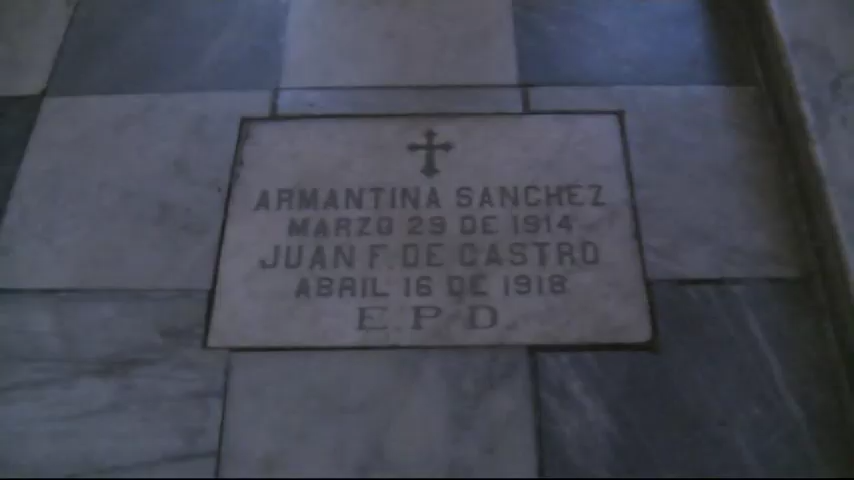 ARMANTINA SANCHEZ
MARZO 29 DE 1914
JUAN F. DE CASTRO
ABRIL 16 DE 1918
E P D